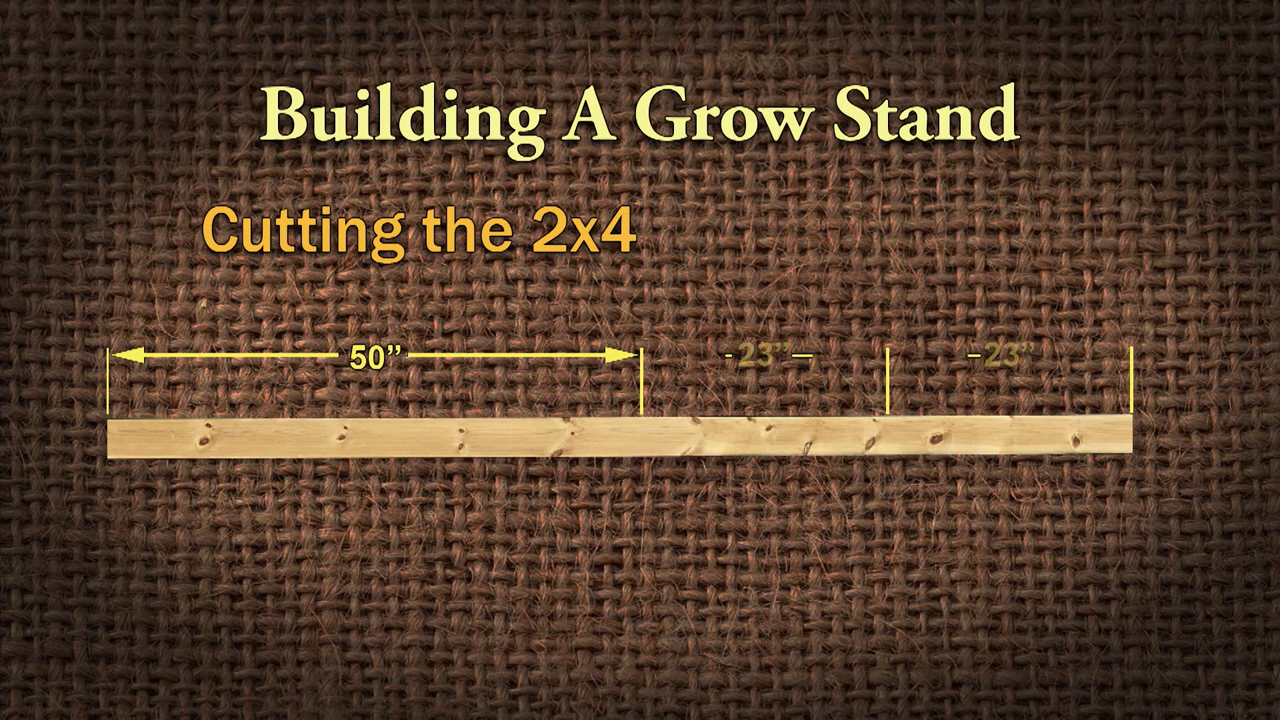 Building A Grow Stand
Cutting the 2x4
50” 23” 23”